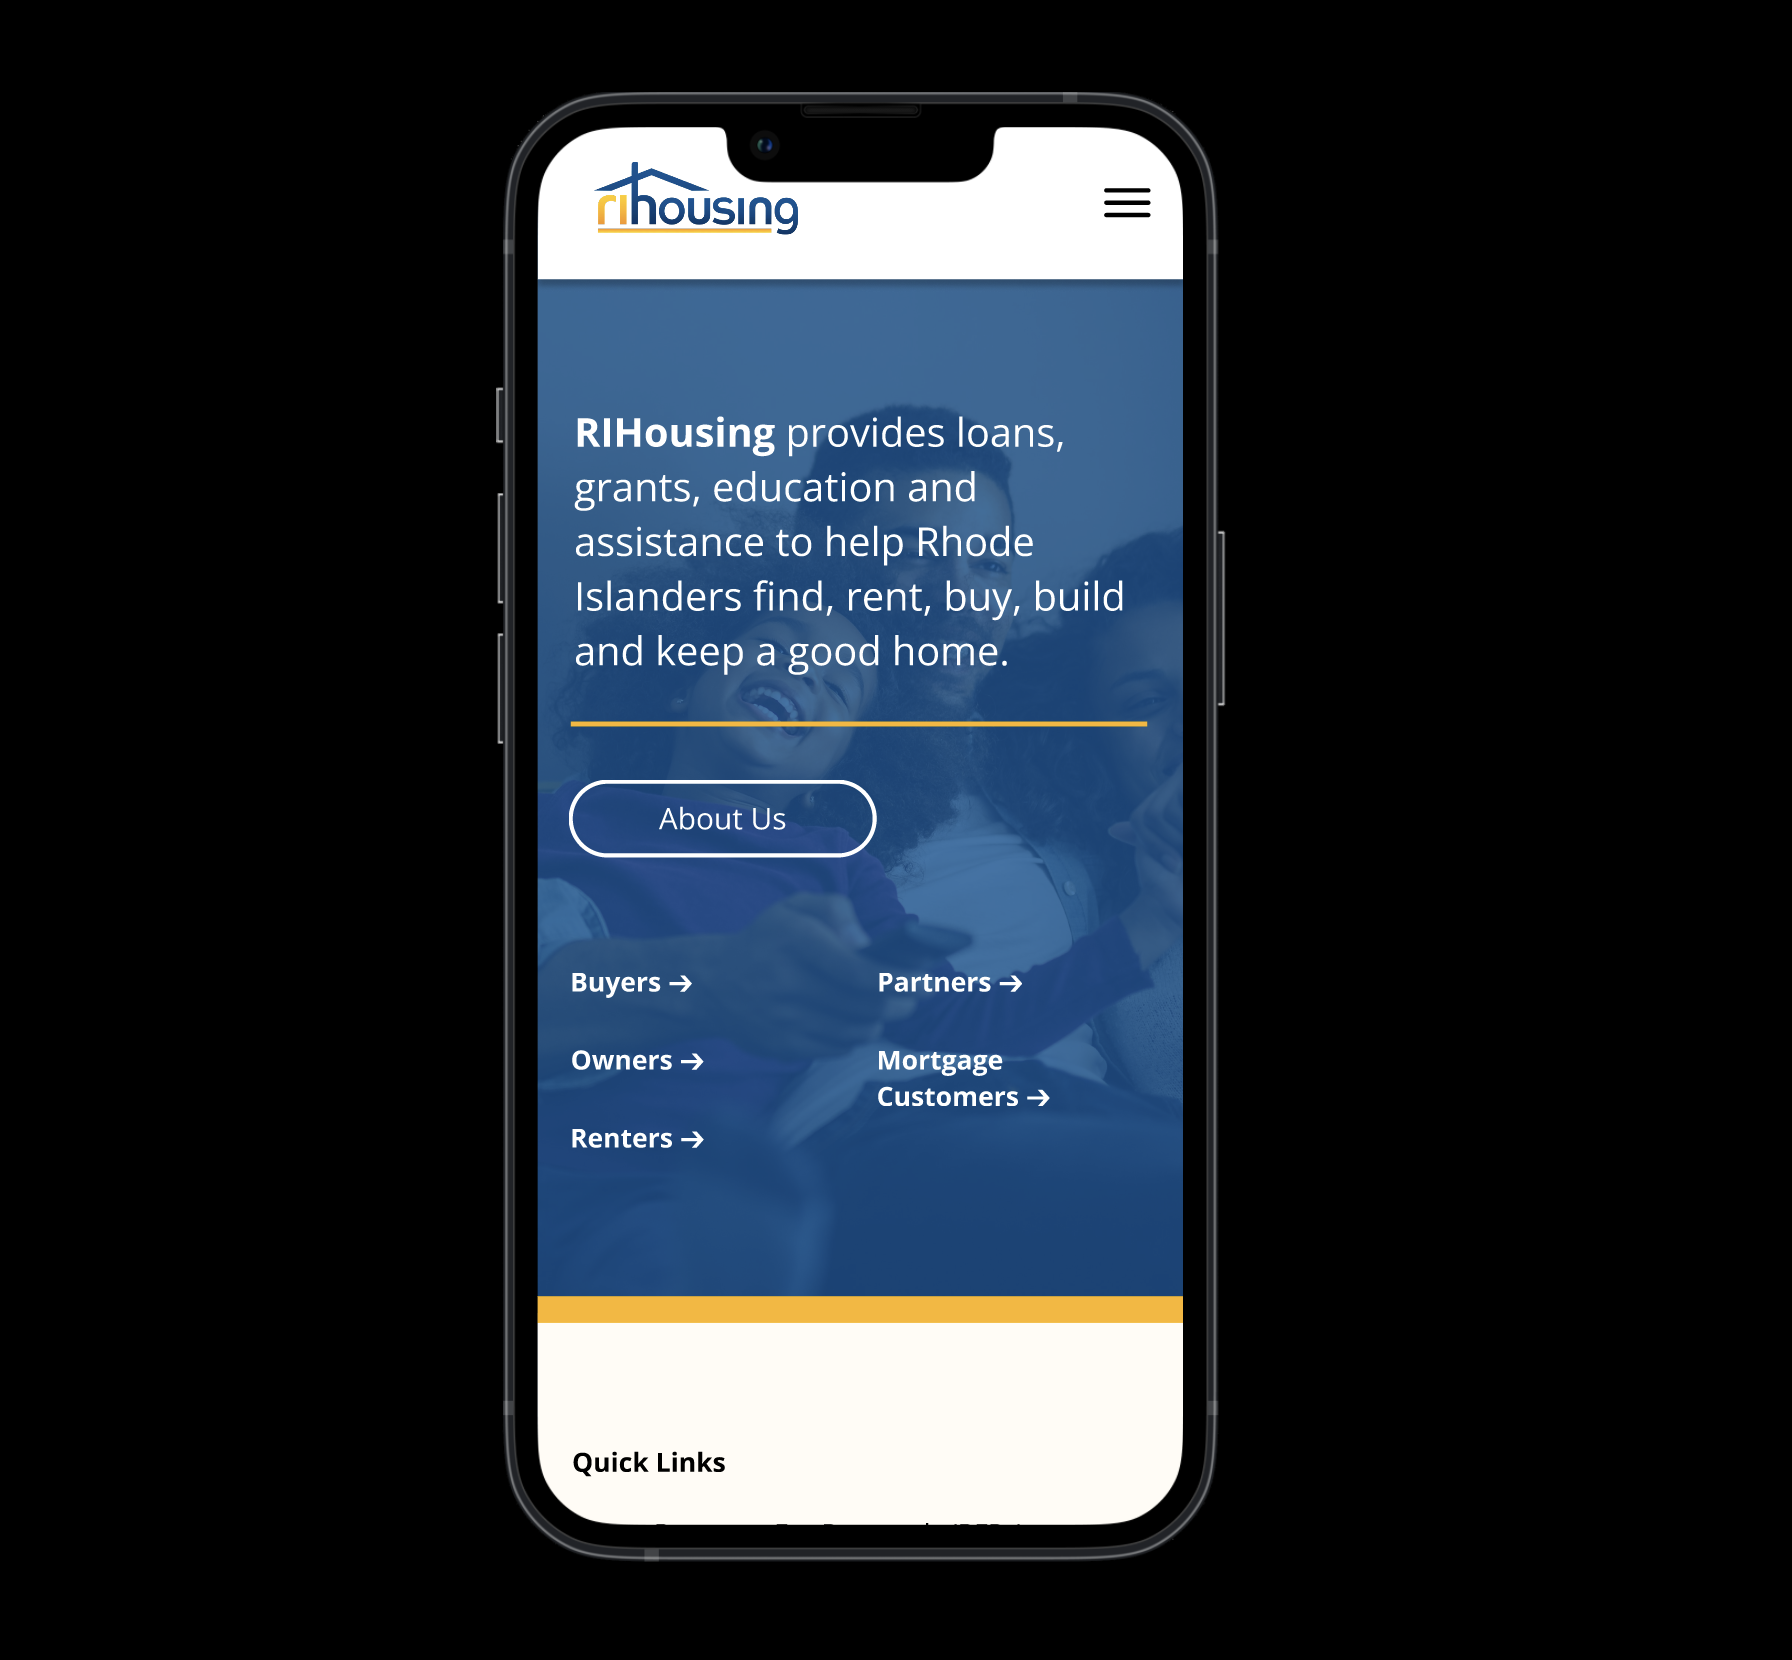 rihousing
RIHousing provides loans,
grants, education and
assistance to help Rhode
Islanders find, rent, buy, build
and keep a good home.
About Us
Buyers →
Owners →
Renters →
Partners →
Mortgage
Customers →
Quick Links